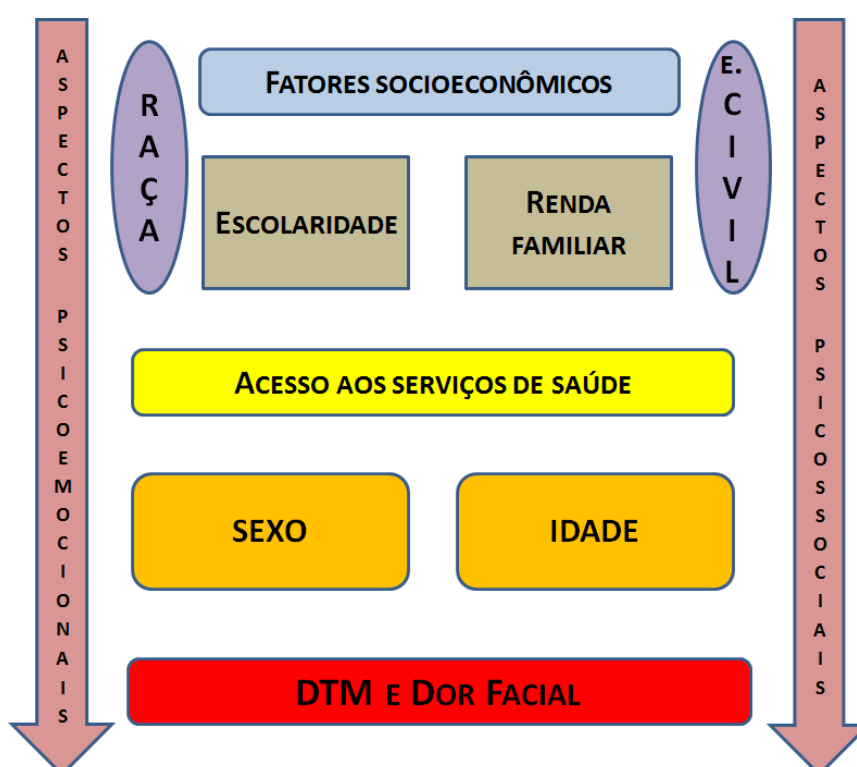 ASPECTOS PSICOEMOCIONAIS
RAÇA
FATORES SOCIOECONÔMICOS
E. CIVIL
ASPECTOS PSICOSSOCIAIS
ESCOLARIDADE
RENDA
FAMILIAR
ACESSO AOS SERVIÇOS DE SAÚDE
SEXO
IDADE
DTM E DOR FACIAL